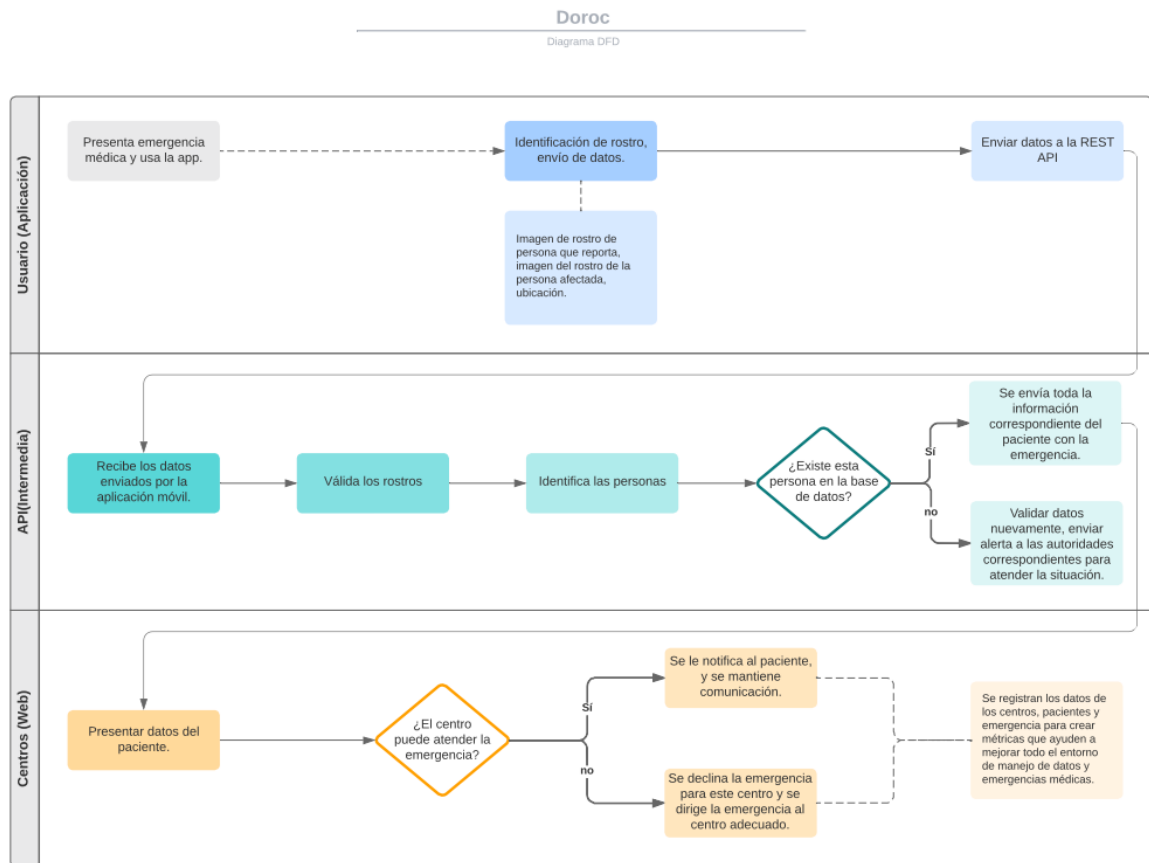 Doroc
Diagrama DFD
Usuario (Aplicación)
Presenta emergencia
médica y usa la app.
Identificación de rostro,
envío de datos.
Enviar datos a la REST
API
Imagen de rostro de
persona que reporta,
imagen del rostro de la
persona afectada,
ubicación.
API(Intermedia)
Recibe los datos
enviados por la
aplicación móvil.
Válida los rostros
Identifica las personas
¿Existe esta
persona en la base
de datos?
Sí
no
Se envía toda la
información
correspondiente del
paciente con la
emergencia.
Validar datos
nuevamente, enviar
alerta a las autoridades
correspondientes para
atender la situación.
Centros (Web)
Presentar datos del
paciente.
¿El centro
puede atender la
emergencia?
Sí
no
Se le notifica al paciente,
y se mantiene
comunicación.
Se declina la emergencia
para este centro y se
dirige la emergencia al
centro adecuado.
Se registran los datos de
los centros, pacientes y
emergencia para crear
métricas que ayuden a
mejorar todo el entorno
de manejo de datos y
emergencias médicas.